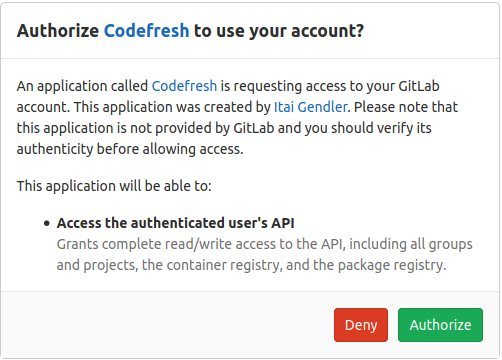 Authorize Codefresh to use your account?
An application called Codefresh is requesting access to your GitLab
account. This application was created by Itai Gendler. Please note that
this application is not provided by GitLab and you should verify its
authenticity before allowing access.
This application will be able to:
• Access the authenticated user's API
Grants complete read/write access to the API, including all groups
and projects, the container registry, and the package registry.
Deny Authorize